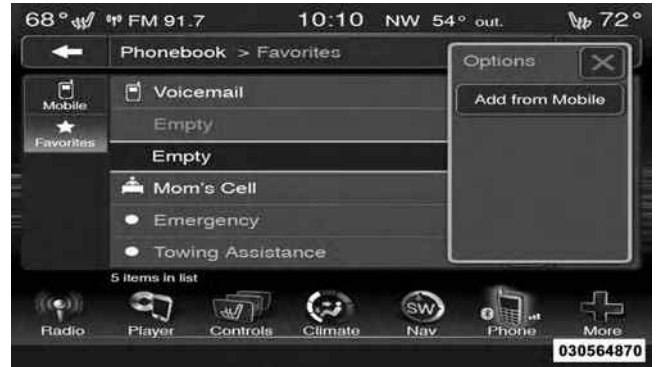 68° FM 91.7 10:10 NW 54° out. 72°
Phonebook > Favorites
Options
Add from Mobile
Mobile
Favorites
Voicemail
Empty
Empty
Mom's Cell
Emergency
Towing Assistance
5 items in list
SW
Radio Player Controls Climate Nav Phone More
030564870